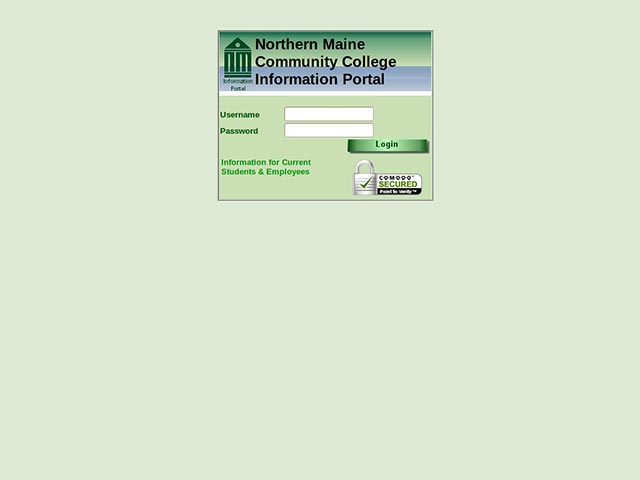 Northern Maine
Community College
Information Portal
Information
Portal
Username
Password
Login
Information for Current
Students & Employees
COMODO™
SECURED
Point to Verify™